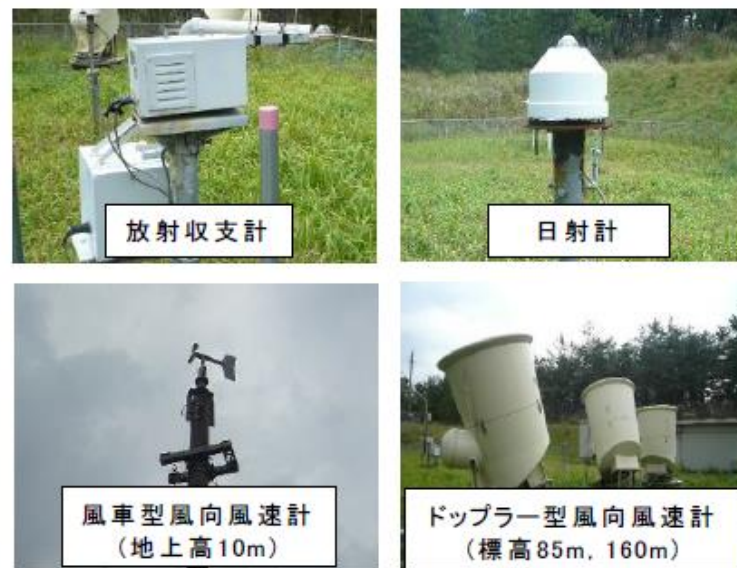 放射収支計
日射計
風車型風向風速計
(地上高10m)
ドップラー型風向風速計
(標高85m, 160m)